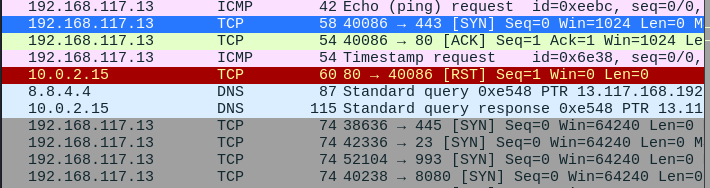 192.168.117.13 ICMP 42 Echo (ping) request id=0xeebc, seq=0/0,
192.168.117.13 TCP 58 40086 → 443 [SYN] Seq=0 Win=1024 Len=0 M
192.168.117.13 TCP 54 40086 → 80 [ACK] Seq=1 Ack=1 Win=1024 Le
192.168.117.13 ICMP 54 Timestamp request id=0x6e38, seq=0/0,
10.0.2.15 TCP 60 80 → 40086 [RST] Seq=1 Win=0 Len=0
8.8.4.4 DNS 87 Standard query 0xe548 PTR 13.117.168.192
10.0.2.15 DNS 115 Standard query response 0xe548 PTR 13.11
192.168.117.13 TCP 74 38636 → 445 [SYN] Seq=0 Win=64240 Len=0
192.168.117.13 TCP 74 42336 → 23 [SYN] Seq=0 Win=64240 Len=0 M
192.168.117.13 TCP 74 52104 → 993 [SYN] Seq=0 Win=64240 Len=0
192.168.117.13 TCP 74 40238 → 8080 [SYN] Seq=0 Win=64240 Len=0